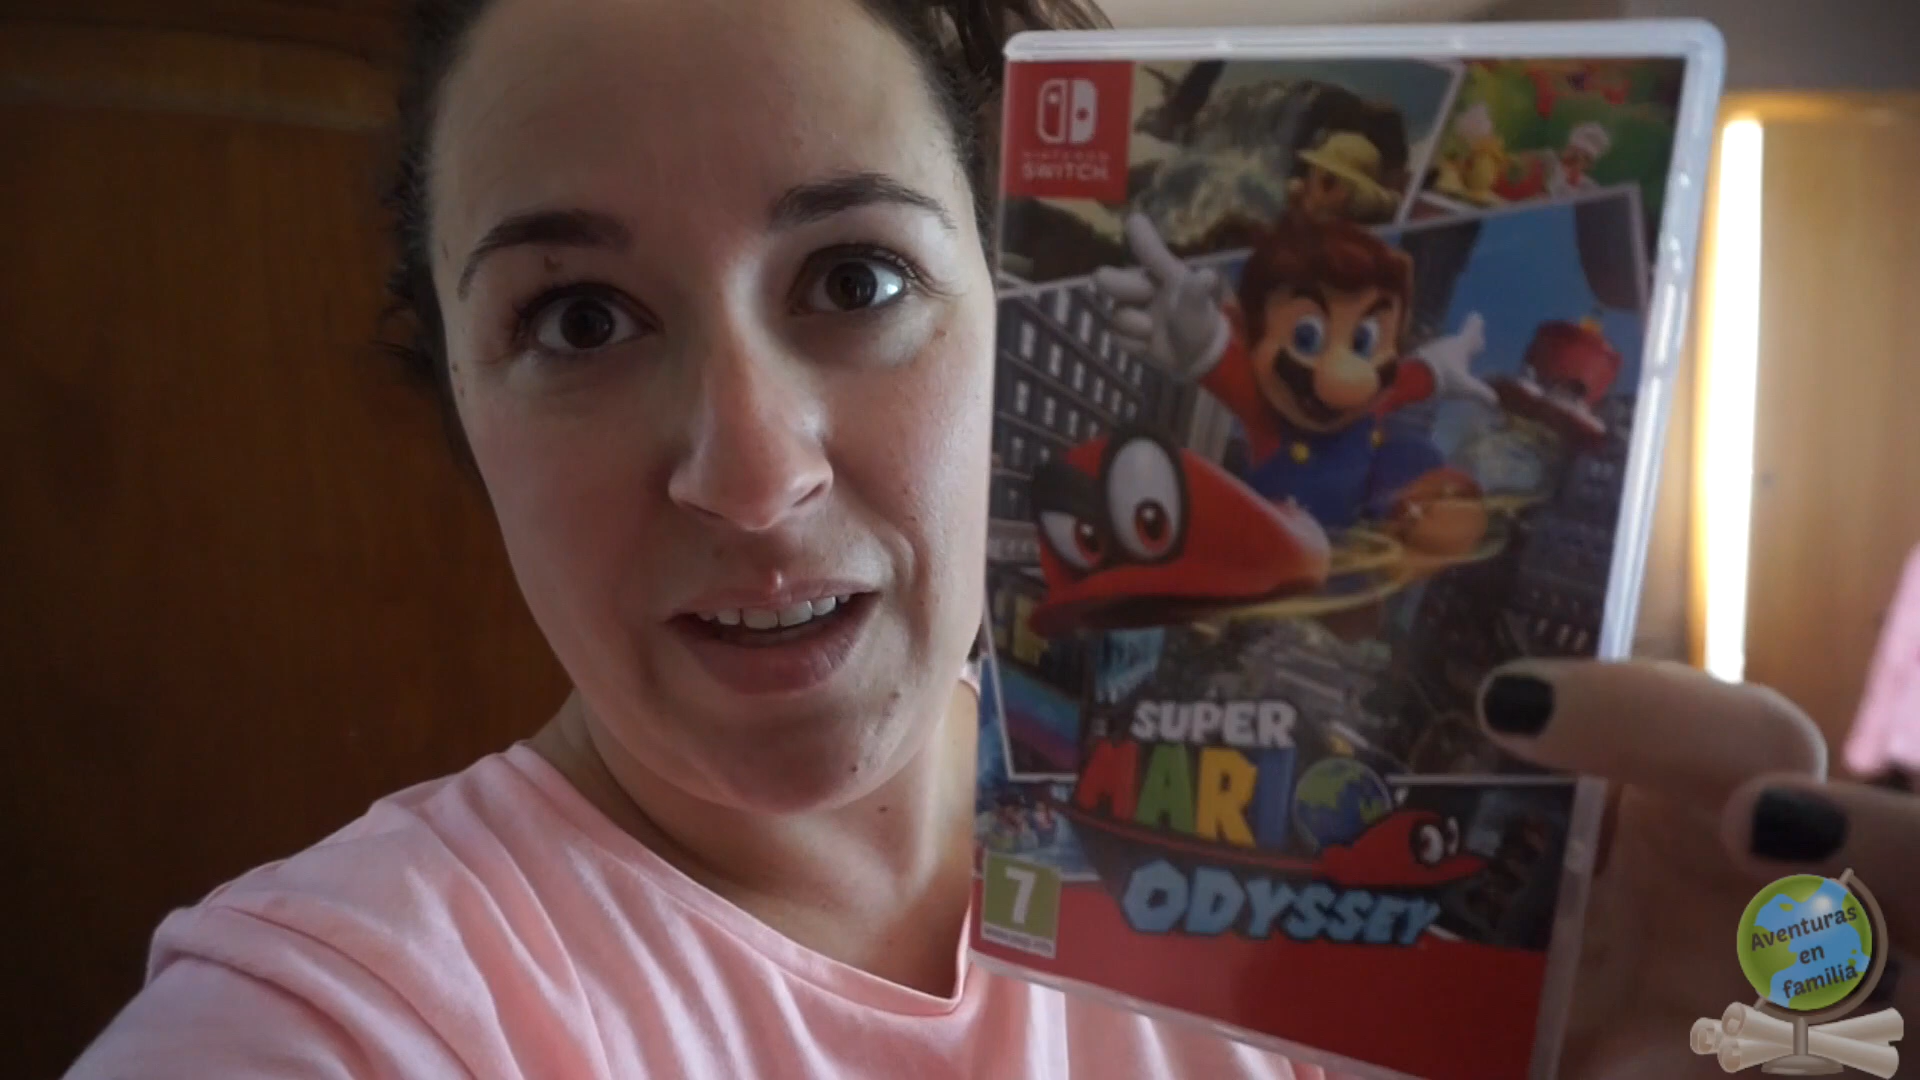 NINTENDO
SWITCH
SUPER
MARIO
ODYSSEY
7
Aventuras
en
familia